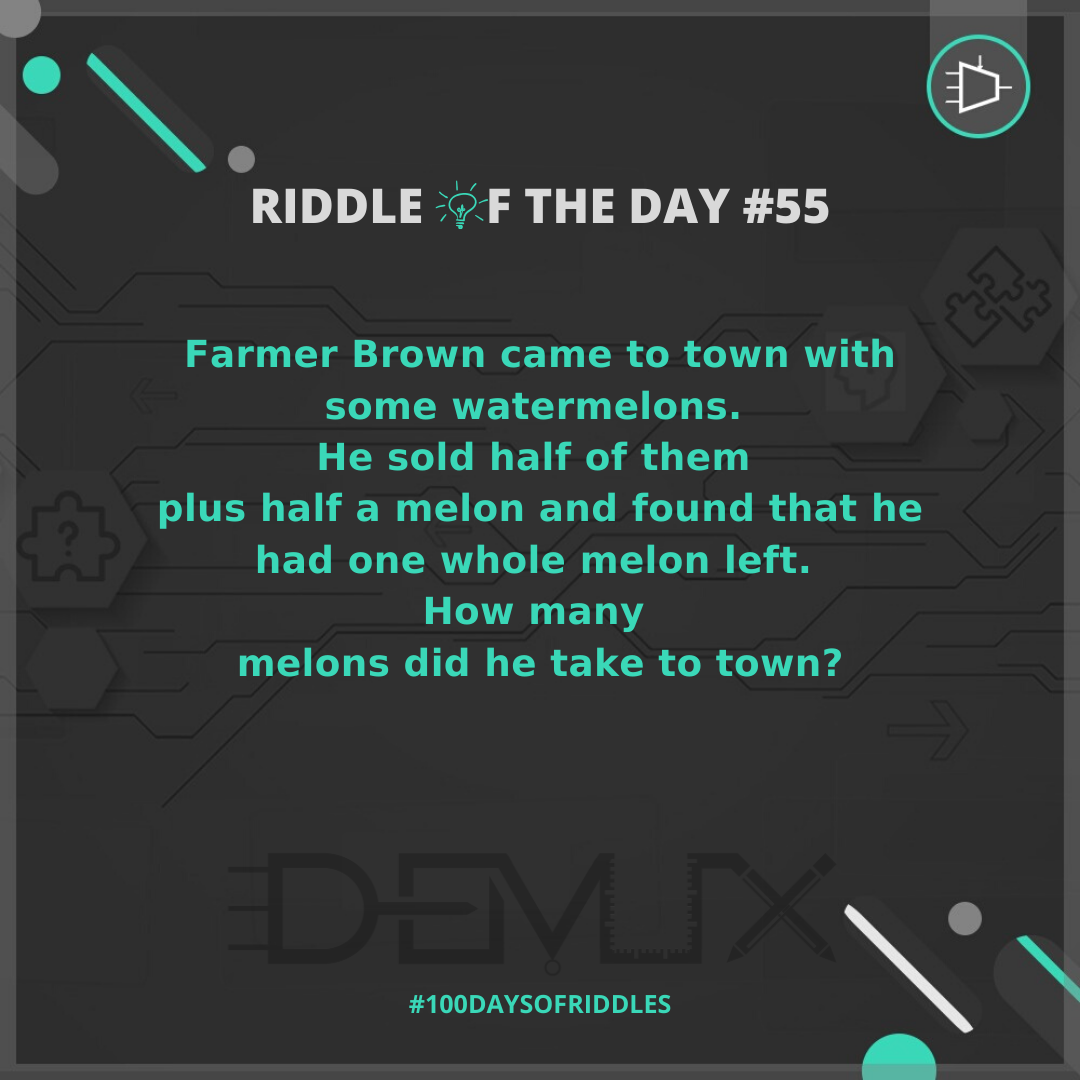 RIDDLE OF THE DAY #55
Farmer Brown came to town with
some watermelons.
He sold half of them
plus half a melon and found that he
had one whole melon left.
How many
melons did he take to town?
?
DEMUX
#100DAYSOFRIDDLES